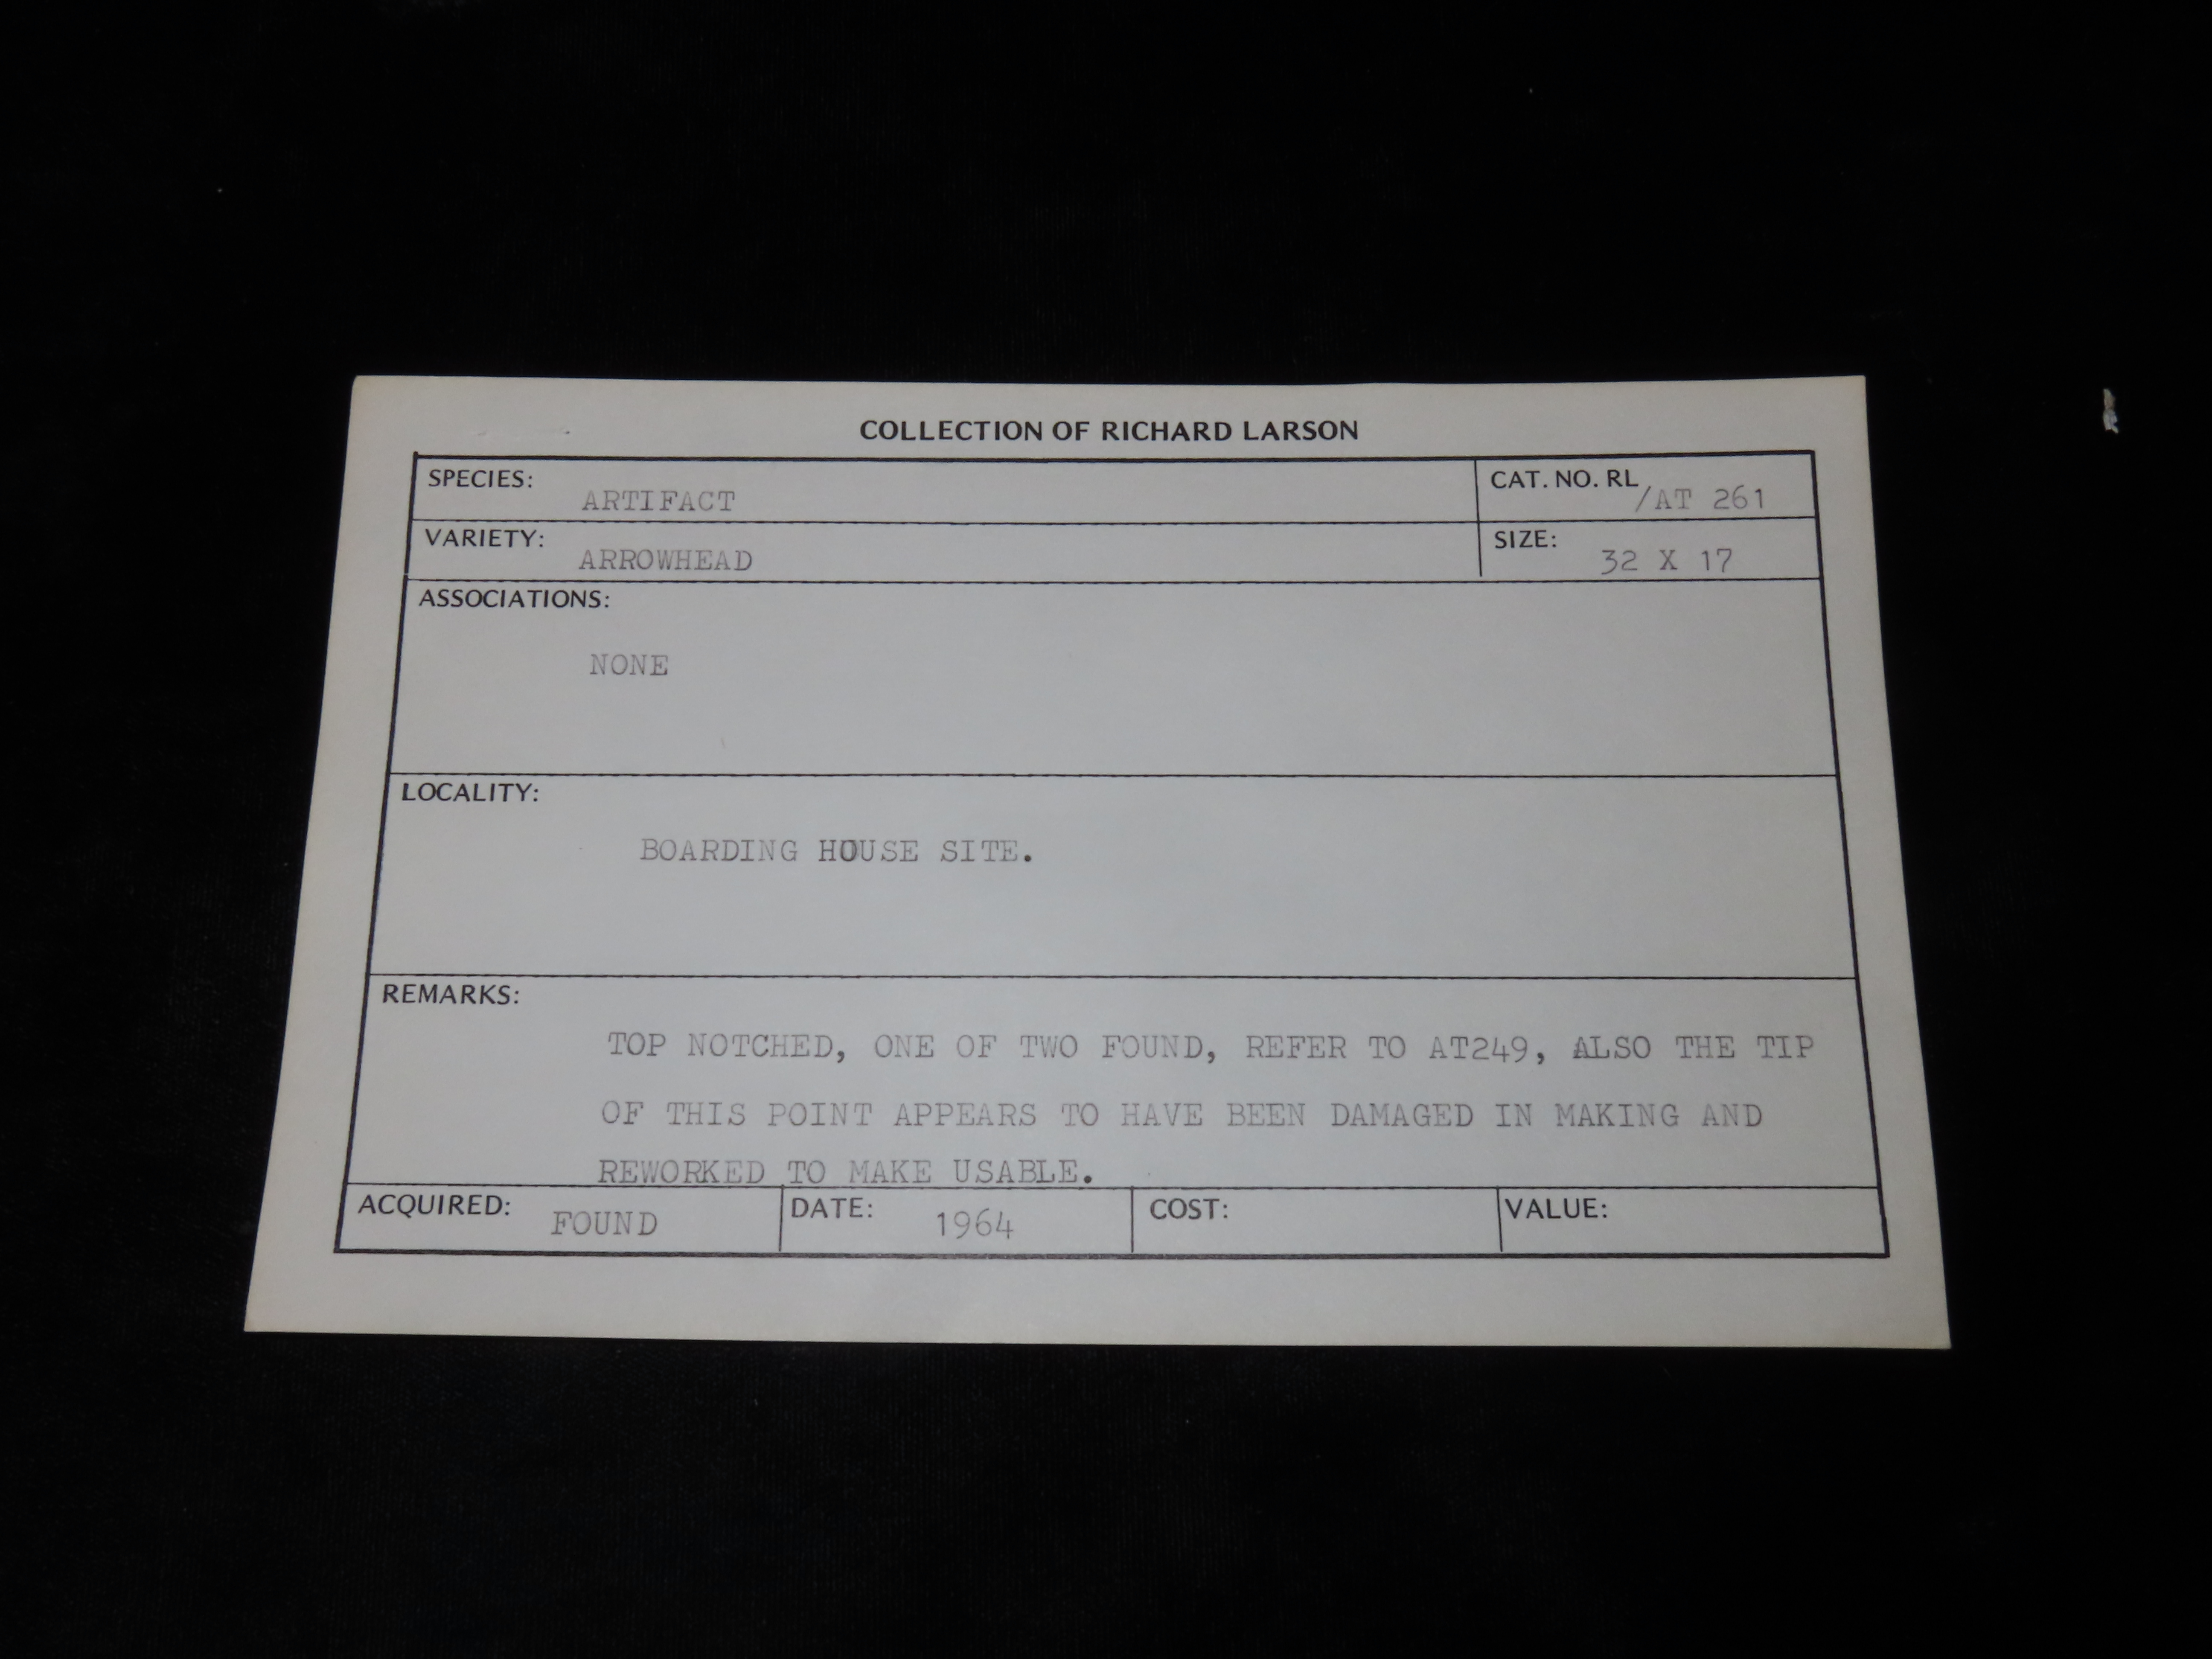 COLLECTION OF RICHARD LARSON
SPECIES: ARTIFACT
CAT. NO. RL /AT 261
VARIETY: ARROWHEAD
SIZE: 32 X 17
ASSOCIATIONS:
NONE
LOCALITY:
BOARDING HOUSE SITE.
REMARKS:
TOP NOTCHED, ONE OF TWO FOUND, REFER TO AT249, ALSO THE TIP
OF THIS POINT APPEARS TO HAVE BEEN DAMAGED IN MAKING AND
REWORKED TO MAKE USABLE.
ACQUIRED: FOUND
DATE: 1964
COST:
VALUE: